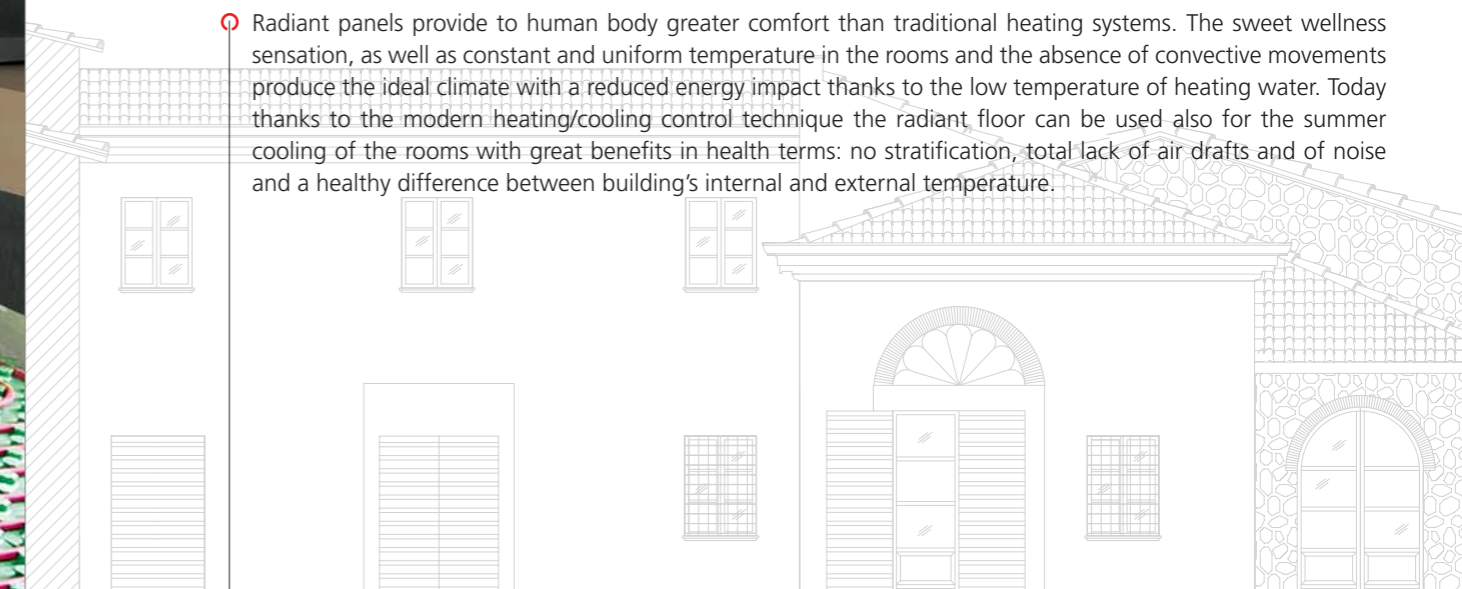 Radiant panels provide to human body greater comfort than traditional heating systems. The sweet wellness
sensation, as well as constant and uniform temperature in the rooms and the absence of convective movements
produce the ideal climate with a reduced energy impact thanks to the low temperature of heating water. Today
thanks to the modern heating/cooling control technique the radiant floor can be used also for the summer
cooling of the rooms with great benefits in health terms: no stratification, total lack of air drafts and of noise
and a healthy difference between building’s internal and external temperature.